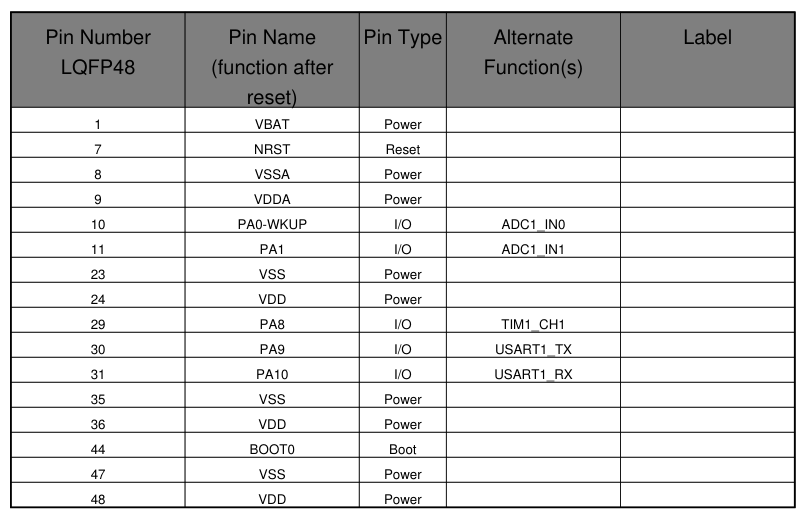 Pin Number Pin Name Pin Type Alternate Label
LQFP48 (function after Function(s)
reset)
1 VBAT Power
7 NRST Reset
8 VSSA Power
9 VDDA Power
10 PA0-WKUP I/O ADC1_IN0
11 PA1 I/O ADC1_IN1
23 VSS Power
24 VDD Power
29 PA8 I/O TIM1_CH1
30 PA9 I/O USART1_TX
31 PA10 I/O USART1_RX
35 VSS Power
36 VDD Power
44 BOOT0 Boot
47 VSS Power
48 VDD Power